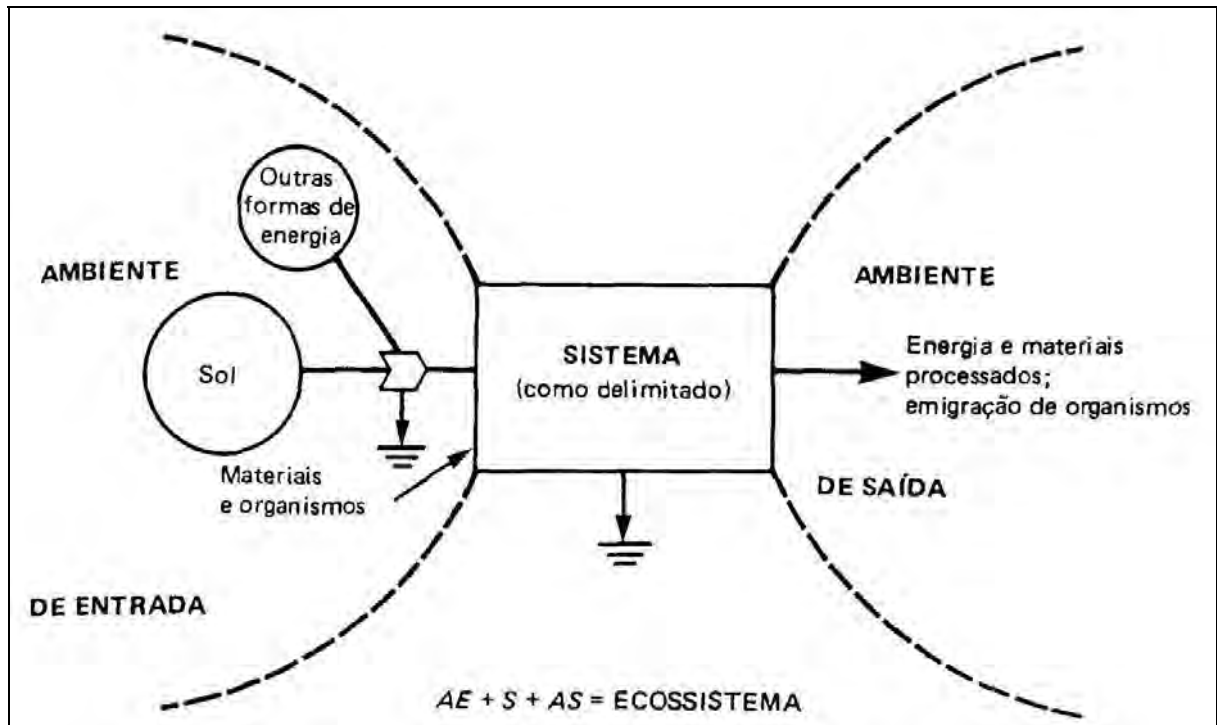 Outras
formas de
energia
AMBIENTE
Sol
Materiais
e organismos
DE ENTRADA
SISTEMA
(como delimitado)
AMBIENTE
Energia e materiais
processados;
emigração de organismos
DE SAÍDA
AE + S + AS = ECOSSISTEMA